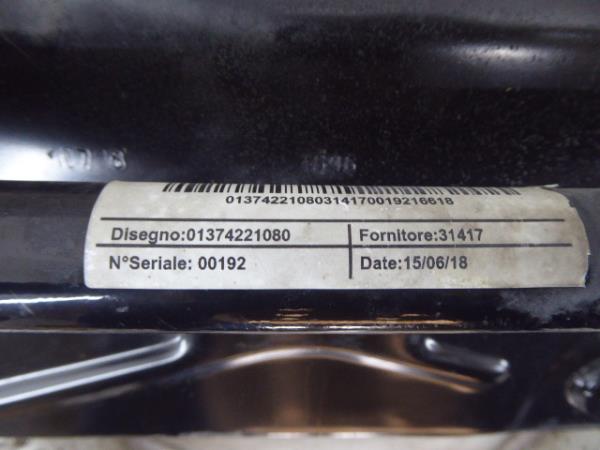 01374221080314170019216618
Disegno:01374221080
Fornitore:31417
N°Seriale: 00192
Date:15/06/18